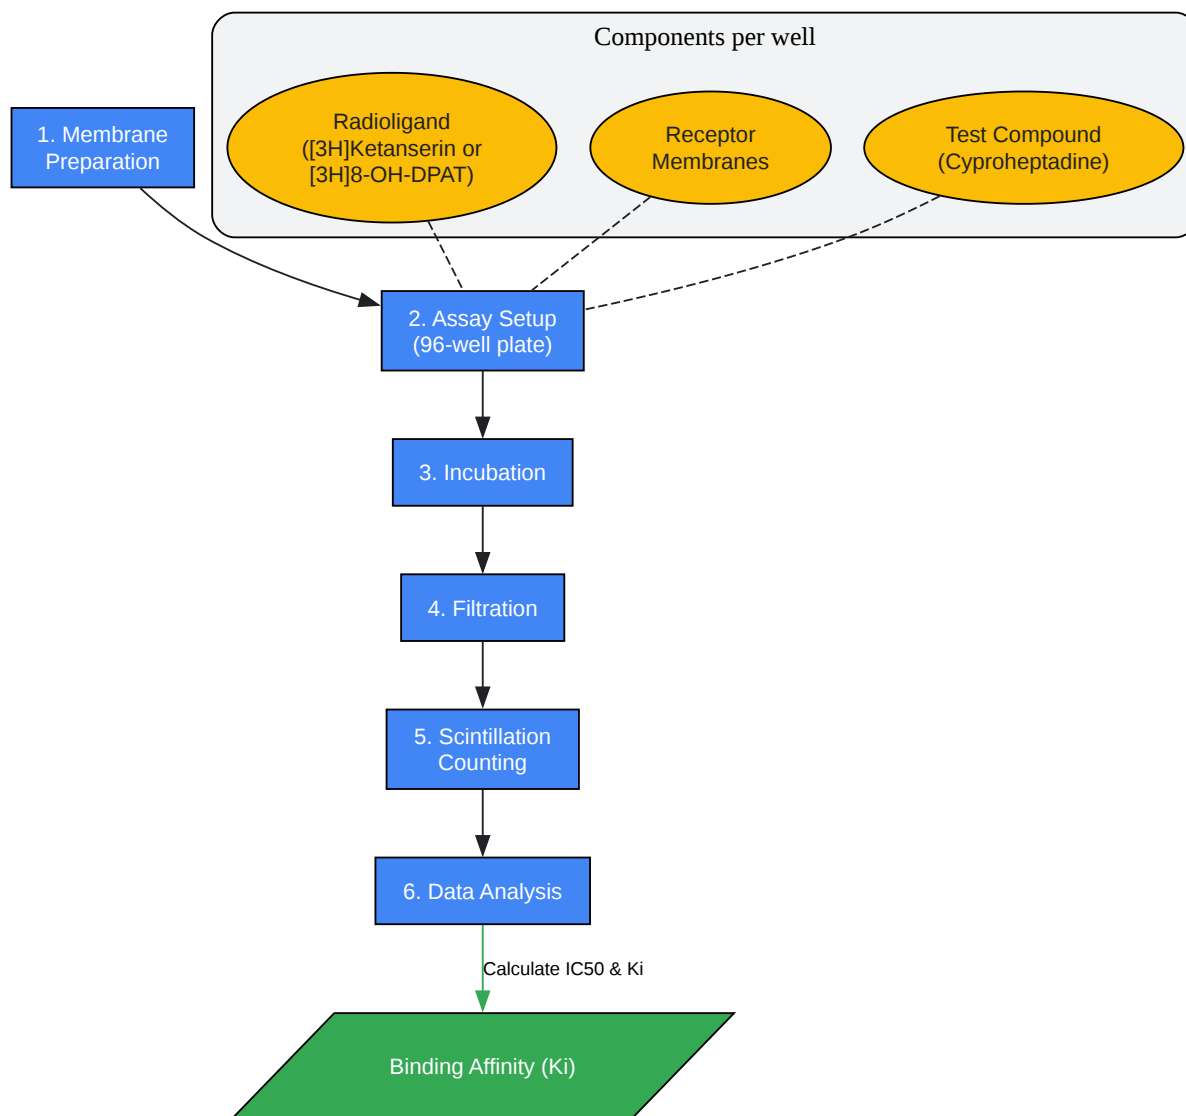 Components per well
1. Membrane
Preparation
Radioligand
([3H]Ketanserin or
[3H]8-OH-DPAT)
Receptor
Membranes
Test Compound
(Cyproheptadine)
2. Assay Setup
(96-well plate)
3. Incubation
4. Filtration
5. Scintillation
Counting
6. Data Analysis
Calculate IC50 & Ki
Binding Affinity (Ki)